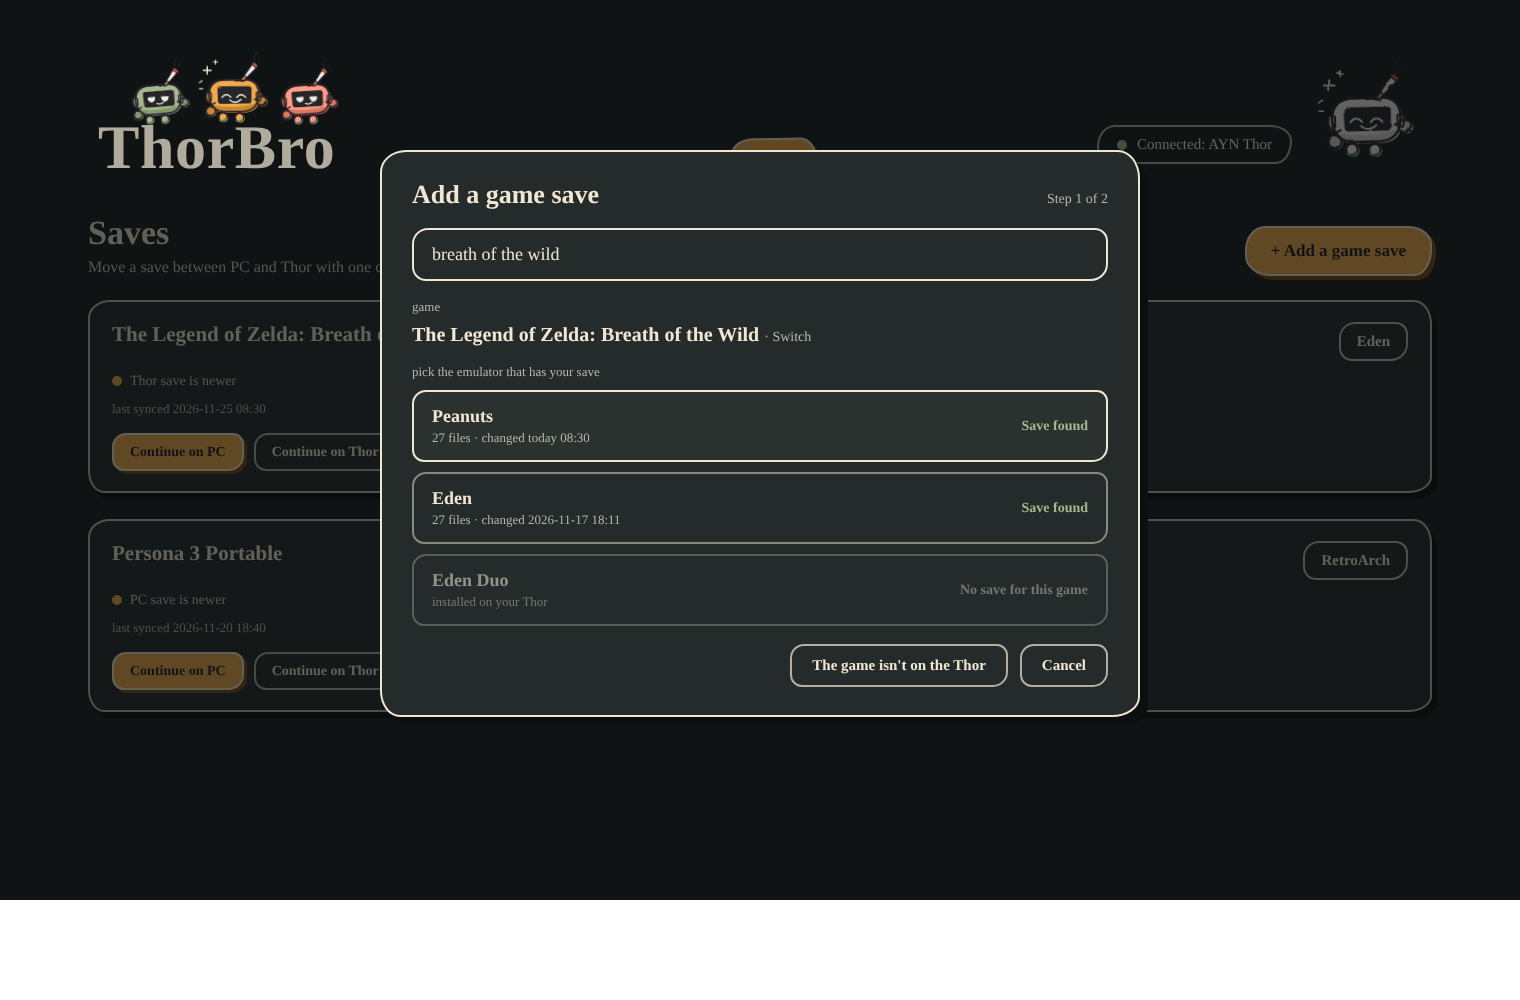 ThorBro
Connected: AYN Thor
Saves
Move a save between PC and Thor with one
+ Add a game save
The Legend of Zelda: Breath
Eden
Thor save is newer
last synced 2026-11-25 08:30
Continue on PC
Continue on Thor
Persona 3 Portable
RetroArch
PC save is newer
last synced 2026-11-20 18:40
Continue on PC
Continue on Thor
Add a game save
Step 1 of 2
breath of the wild
game
The Legend of Zelda: Breath of the Wild · Switch
pick the emulator that has your save
Peanuts
27 files · changed today 08:30
Save found
Eden
27 files · changed 2026-11-17 18:11
Save found
Eden Duo
installed on your Thor
No save for this game
The game isn't on the Thor
Cancel